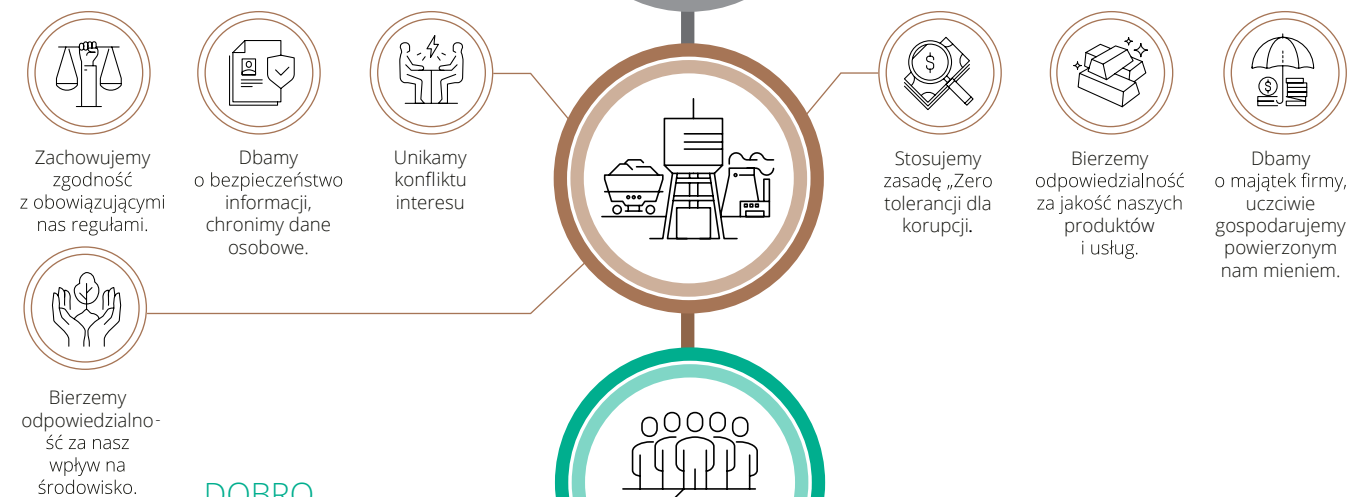 Zachowujemy
zgodność
z obowiązującymi
nas regułami.
Dbamy
o bezpieczeństwo
informacji,
chronimy dane
osobowe.
Unikamy
konfliktu
interesu
Stosujemy
zasadę „Zero
tolerancji dla
korupcji.
Bierzemy
odpowiedzialność
za jakość naszych
produktów
i usług.
Dbamy
o majątek firmy,
uczciwie
gospodarujemy
powierzonym
nam mieniem.
Bierzemy
odpowiedzialno-
ść za nasz
wpływ na
środowisko.
DOBRO